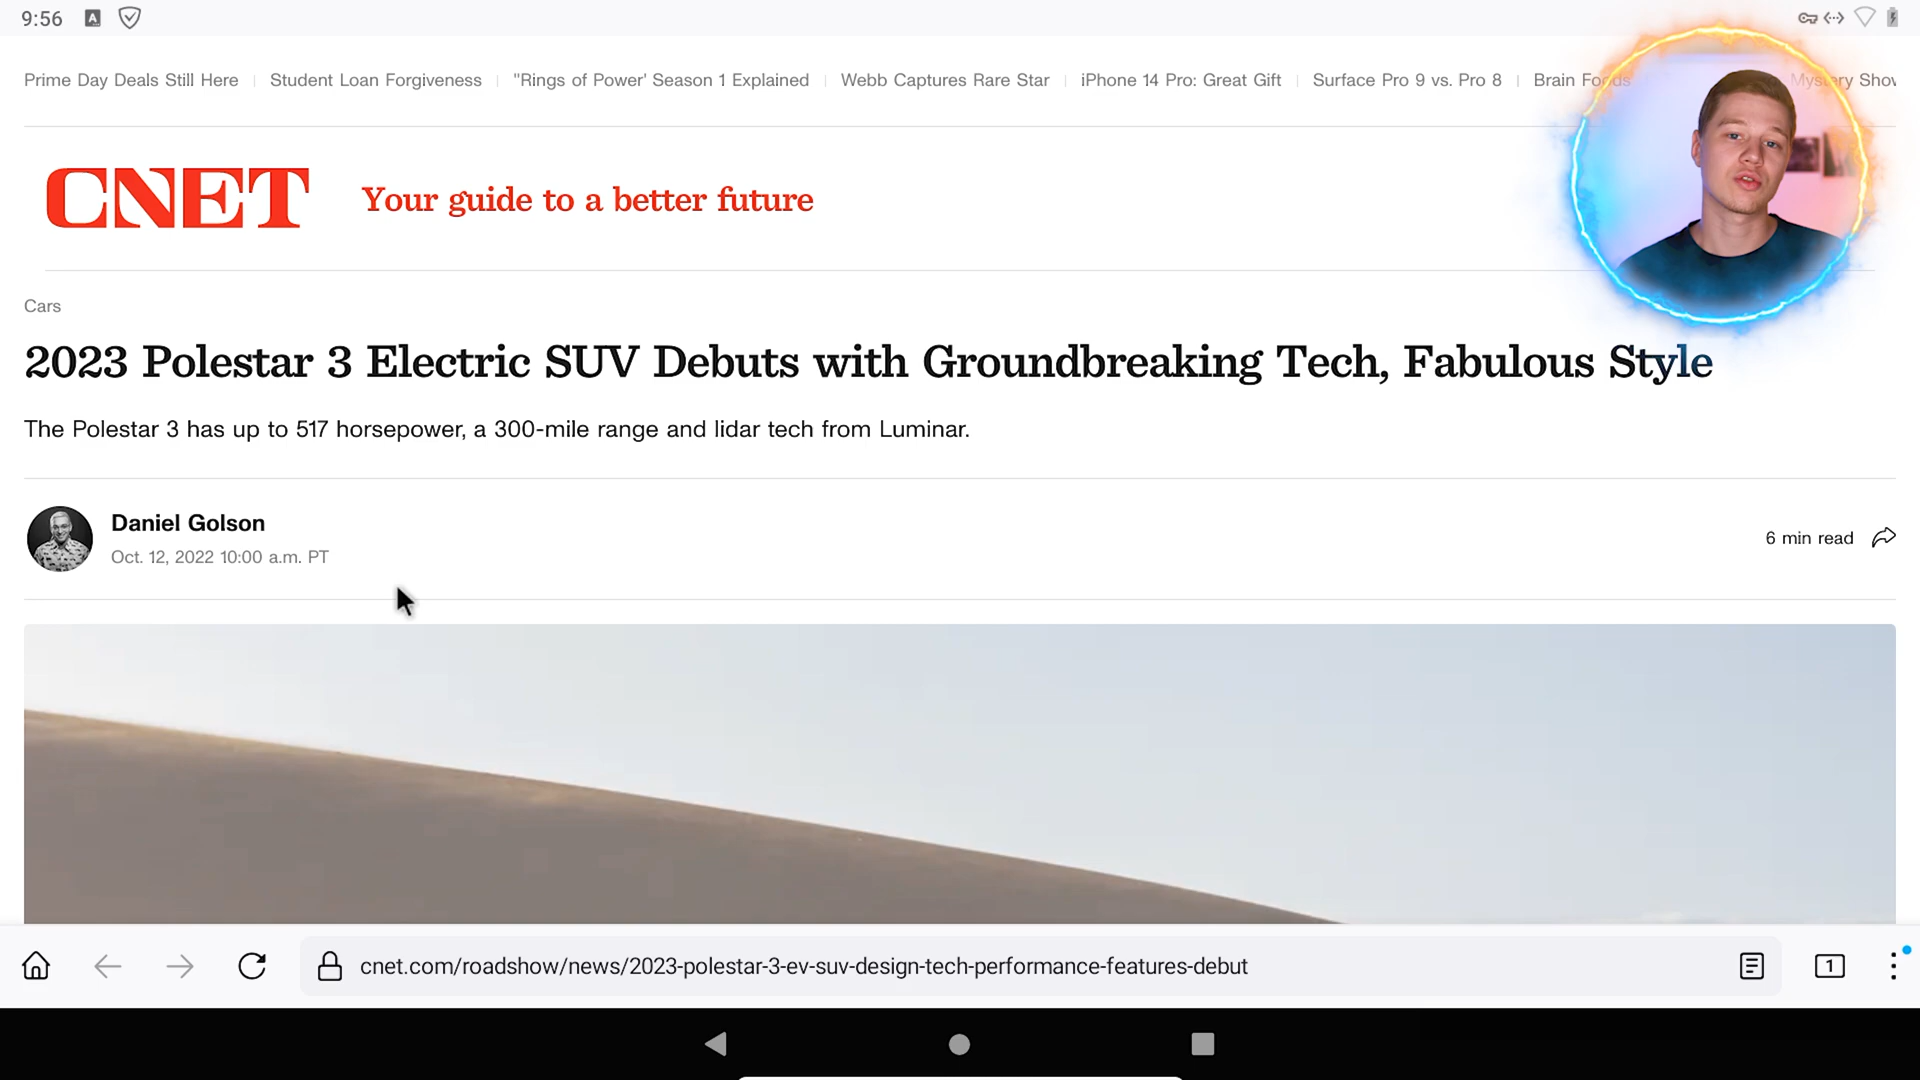 9:56
A
Prime Day Deals Still Here
Student Loan Forgiveness
"Rings of Power' Season 1 Explained
Webb Captures Rare Star
iPhone 14 Pro: Great Gift
Surface Pro 9 vs. Pro 8
Brain Foods
Mystery Shov
CNET
Your guide to a better future
Cars
2023 Polestar 3 Electric SUV Debuts with Groundbreaking Tech, Fabulous Style
The Polestar 3 has up to 517 horsepower, a 300-mile range and lidar tech from Luminar.
Daniel Golson
Oct. 12, 2022 10:00 a.m. PT
6 min read
cnet.com/roadshow/news/2023-polestar-3-ev-suv-design-tech-performance-features-debut
1